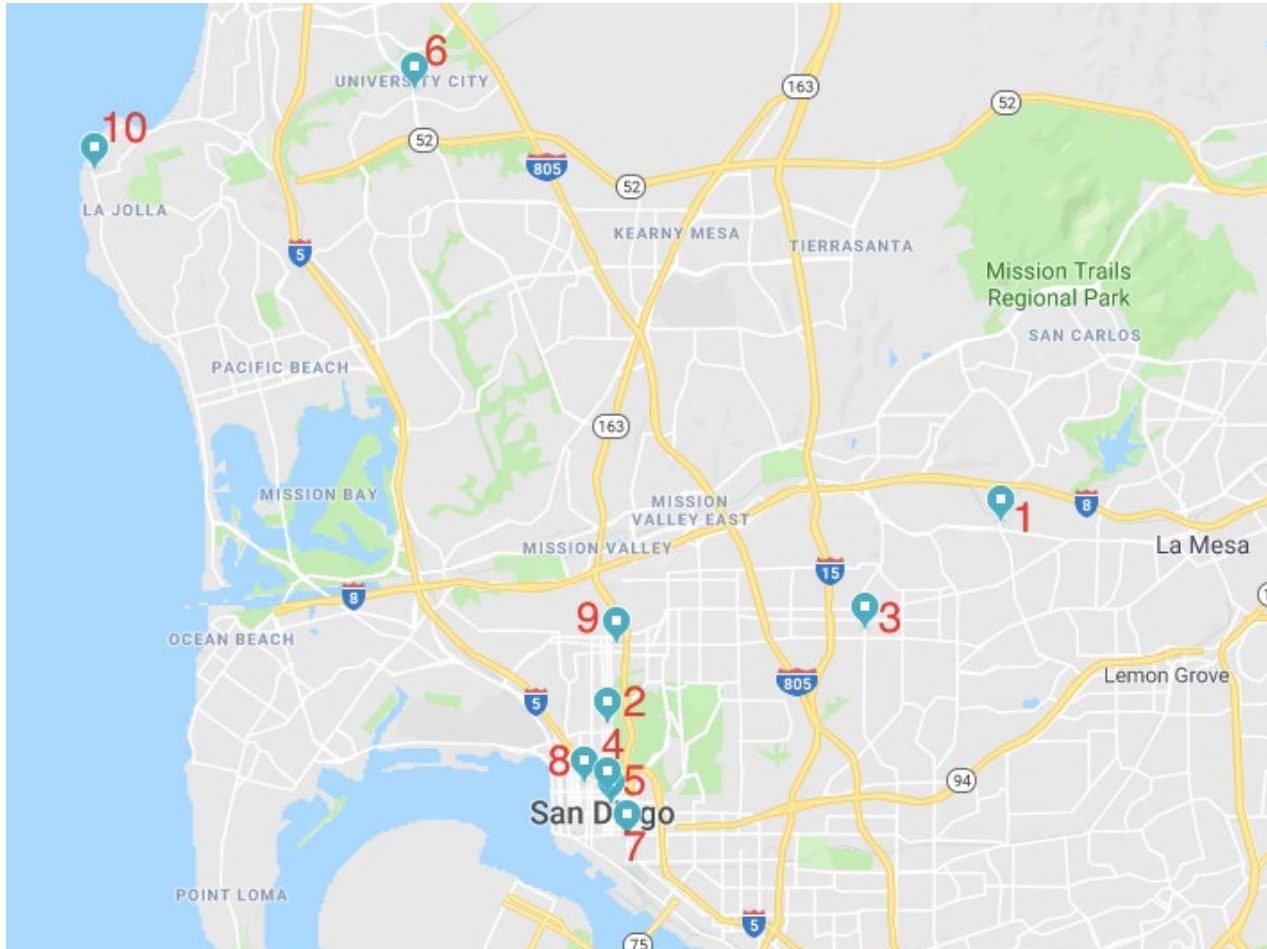 6
UNIVERSITY CITY
163
52
10
52
805
52
LA JOLLA
KEARNY MESA
TIERRASANTA
5
Mission Trails
Regional Park
SAN CARLOS
PACIFIC BEACH
163
MISSION BAY
MISSION
VALLEY EAST
1
8
MISSION VALLEY
La Mesa
15
8
9
3
OCEAN BEACH
805
Lemon Grove
5
2
4
8
5
94
San D go
7
POINT LOMA
5
75